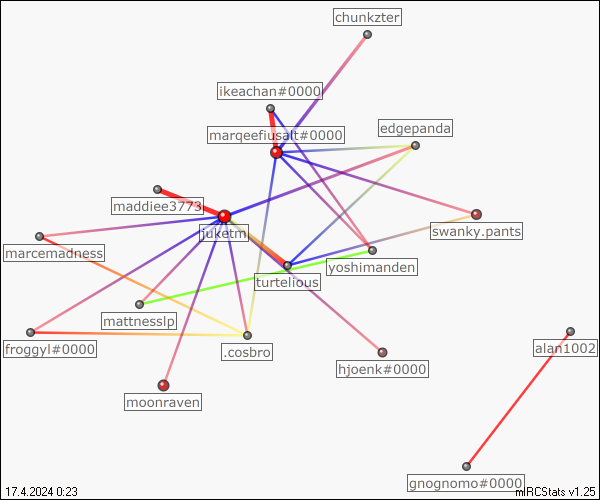 chunkzter
ikeachan#0000
marqeefiusalt#0000
edgepanda
maddiee3773
swanky.pants
juketm
marcemadness
yoshimanden
turtelious
mattnesslp
froggyl#0000
.cosbro
alan1002
hjoenk#0000
moonraven
gnognomo#0000
17.4.2024 0:23
mIRCStats v1.25